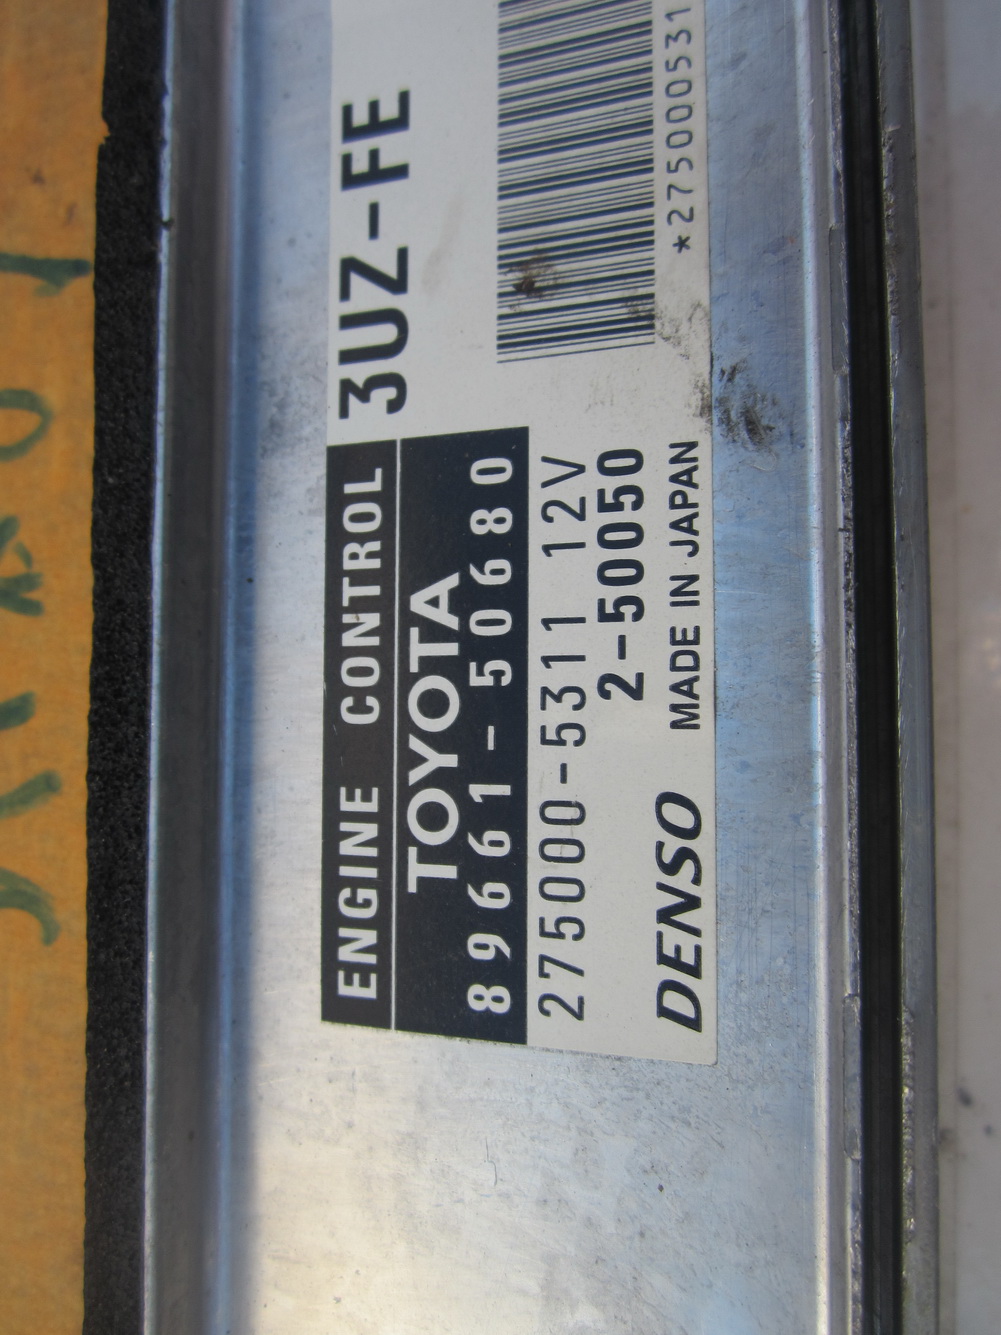 ENGINE CONTROL
3UZ-FE
TOYOTA
89661-50680
275000-5311 12V
2-50050
DENSO MADE IN JAPAN
*2750000531